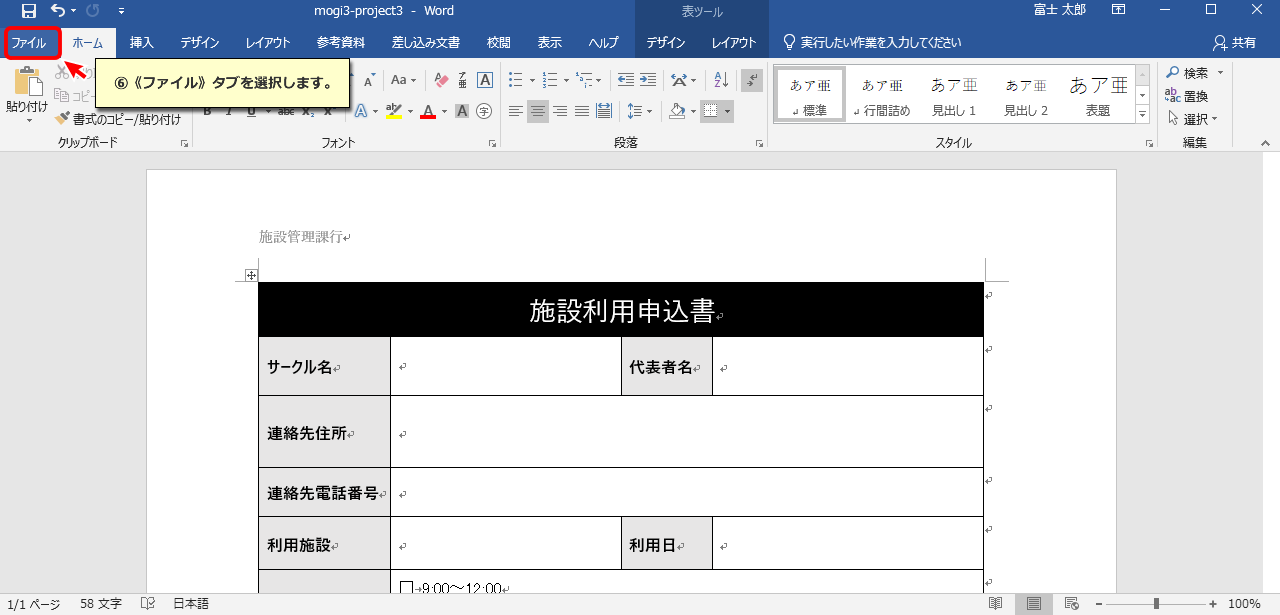 mogi3-project3 - Word
表ツール
富士 太郎
ファイル ホーム 挿入 デザイン レイアウト 参考資料 差し込み文書 校閲 表示 ヘルプ デザイン レイアウト 実行したい作業を入力してください 共有
⑥《ファイル》タブを選択します。
貼り付け
コピー
書式のコピー/貼り付け
クリップボード
Aa
B I U abc x x
フォント
段落
あア亜 あア亜 あア亜 あア亜 あア亜
標準 行間詰め 見出し 1 見出し 2 表題
スタイル
検索
置換
選択
編集
施設管理課行
施設利用申込書
サークル名
代表者名
連絡先住所
連絡先電話番号
利用施設
利用日
□→9:00～12:00
1/1 ページ 58 文字 日本語 100%